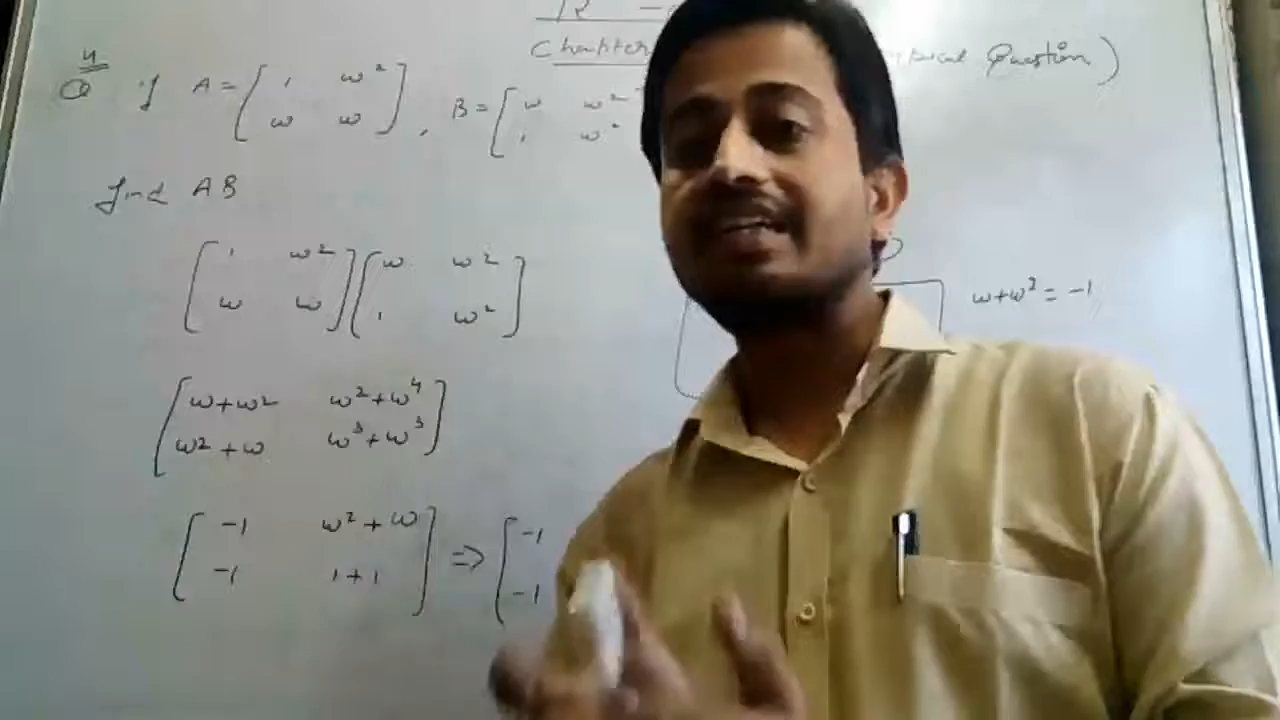 Chapter
Question )
4
Q if A = [ 1 ω² ω ω ] , B = [ ω ω² 1 ω²
find AB
[ 1 ω² ω ω ] [ ω ω² 1 ω² ]
ω+ω² = -1
[ ω+ω² ω²+ω⁴
ω²+ω ω³+ω³ ]
[ -1 ω²+ω
-1 1+1 ] ⇒ [ -1 -1